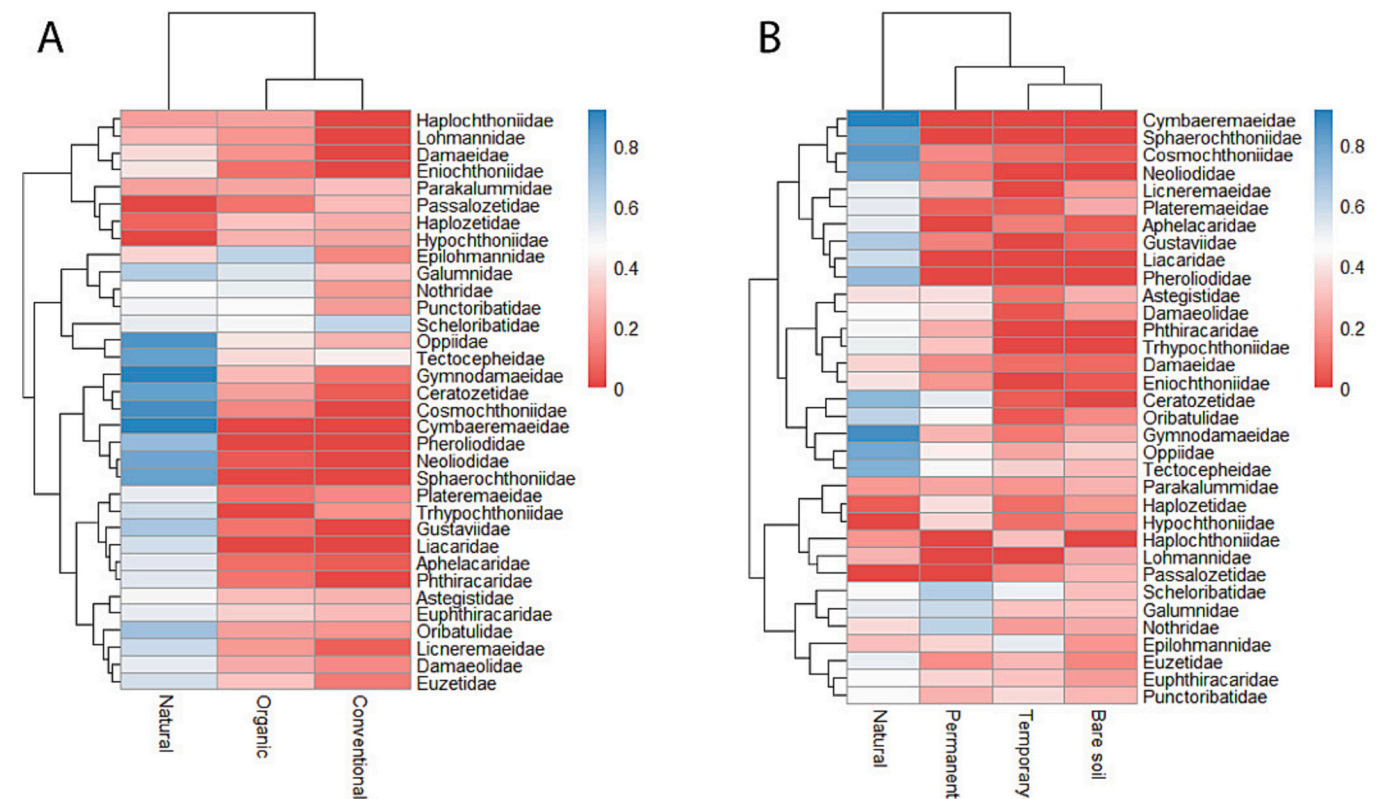 A
Haplochthoniidae
Lohmannidae
Damaeidae
Eniochthoniidae
Parakalummidae
Passalozetidae
Haplozetidae
Hypochthoniidae
Epilohmannidae
Galumnidae
Nothridae
Punctoribatidae
Scheloribatidae
Oppiidae
Tectocepheidae
Gymnodamaeidae
Ceratozetidae
Cosmochthoniidae
Cymbaeremaeidae
Pheroliodidae
Neoliodidae
Sphaerochthoniidae
Plateremaeidae
Trhypochthoniidae
Gustaviidae
Liacaridae
Aphelacaridae
Phthiracaridae
Astegistidae
Euphthiracaridae
Oribatulidae
Licneremaeidae
Damaeolidae
Euzetidae
0.8
0.6
0.4
0.2
0
Natural
Organic
Conventional
B
Cymbaeremaeidae
Sphaerochthoniidae
Cosmochthoniidae
Neoliodidae
Licneremaeidae
Plateremaeidae
Aphelacaridae
Gustaviidae
Liacaridae
Pheroliodidae
Astegistidae
Damaeolidae
Phthiracaridae
Trhypochthoniidae
Damaeidae
Eniochthoniidae
Ceratozetidae
Oribatulidae
Gymnodamaeidae
Oppiidae
Tectocepheidae
Parakalummidae
Haplozetidae
Hypochthoniidae
Haplochthoniidae
Lohmannidae
Passalozetidae
Scheloribatidae
Galumnidae
Nothridae
Epilohmannidae
Euzetidae
Euphthiracaridae
Punctoribatidae
0.8
0.6
0.4
0.2
0
Natural
Permanent
Temporary
Bare soil